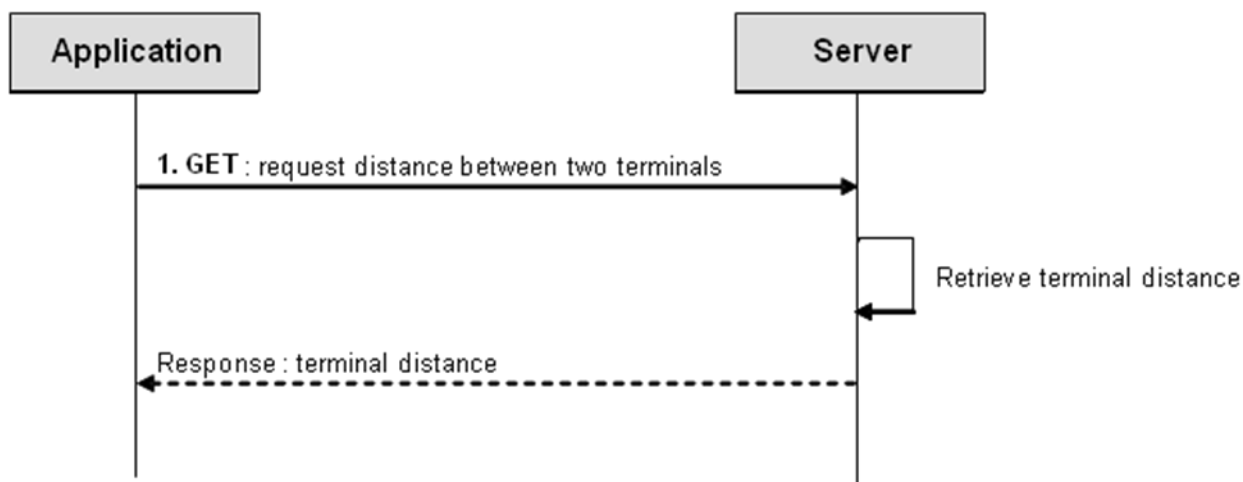 Application
Server
1. GET : request distance between two terminals
Retrieve terminal distance
Response : terminal distance